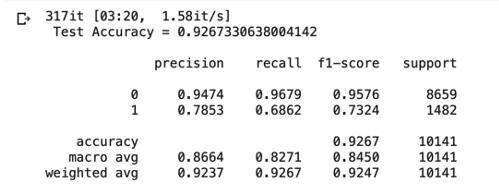 317it [03:20, 1.58it/s]
Test Accuracy = 0.9267330638004142
precision recall f1-score support
0 0.9474 0.9679 0.9576 8659
1 0.7853 0.6862 0.7324 1482
accuracy 0.9267 10141
macro avg 0.8664 0.8271 0.8450 10141
weighted avg 0.9237 0.9267 0.9247 10141